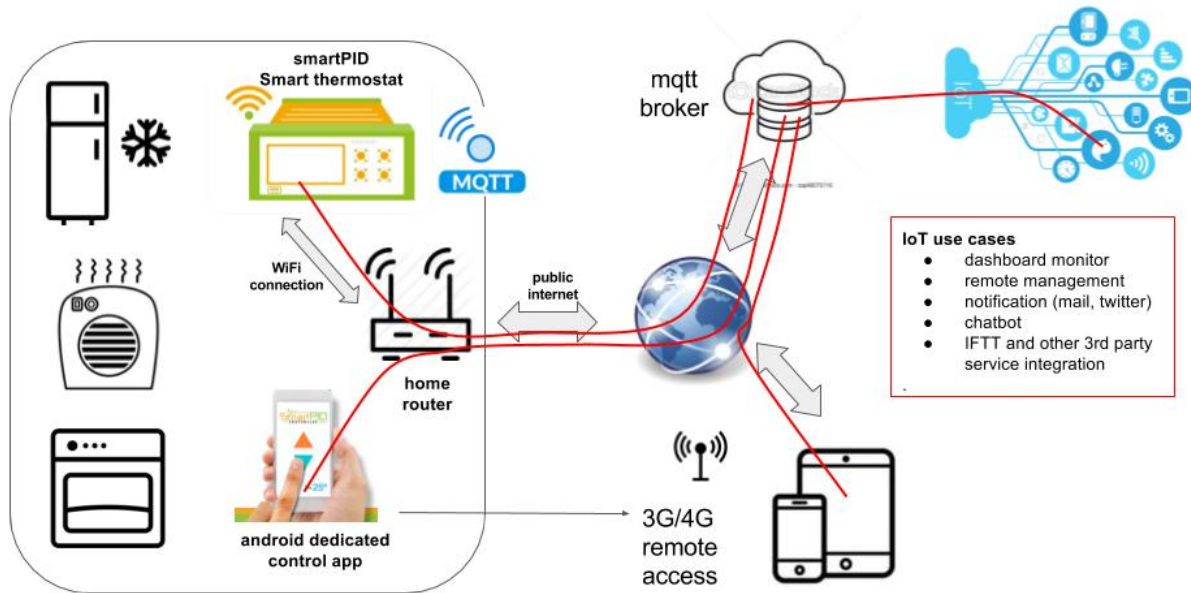 smartPID
Smart thermostat
MQTT
WiFi
connection
public
internet
home
router
SmartPID
android dedicated
control app
mqtt
broker
IOT
3G/4G
remote
access
IoT use cases
● dashboard monitor
● remote management
● notification (mail, twitter)
● chatbot
● IFTT and other 3rd party
service integration
.